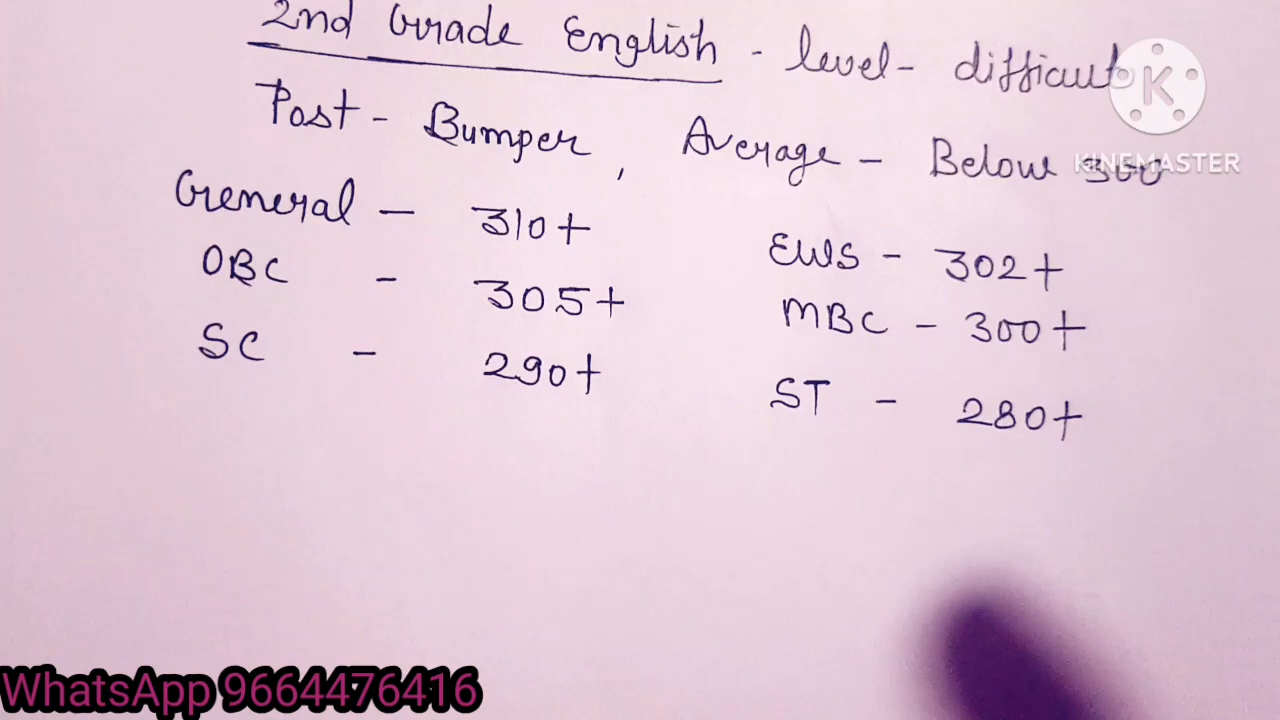 2nd Grade English - level - difficult
Post - Bumper, Average - Below 300
General - 310+
EWS - 302+
OBC - 305+
MBC - 300+
SC - 290+
ST - 280+
KINEMASTER
WhatsApp 9664476416